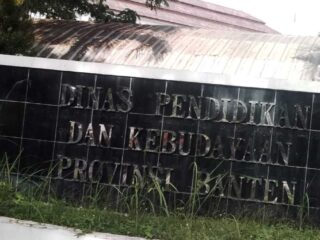 DINAS PENDIDIKAN
DAN KEBUDAYAAN
PROVINSI BANTEN